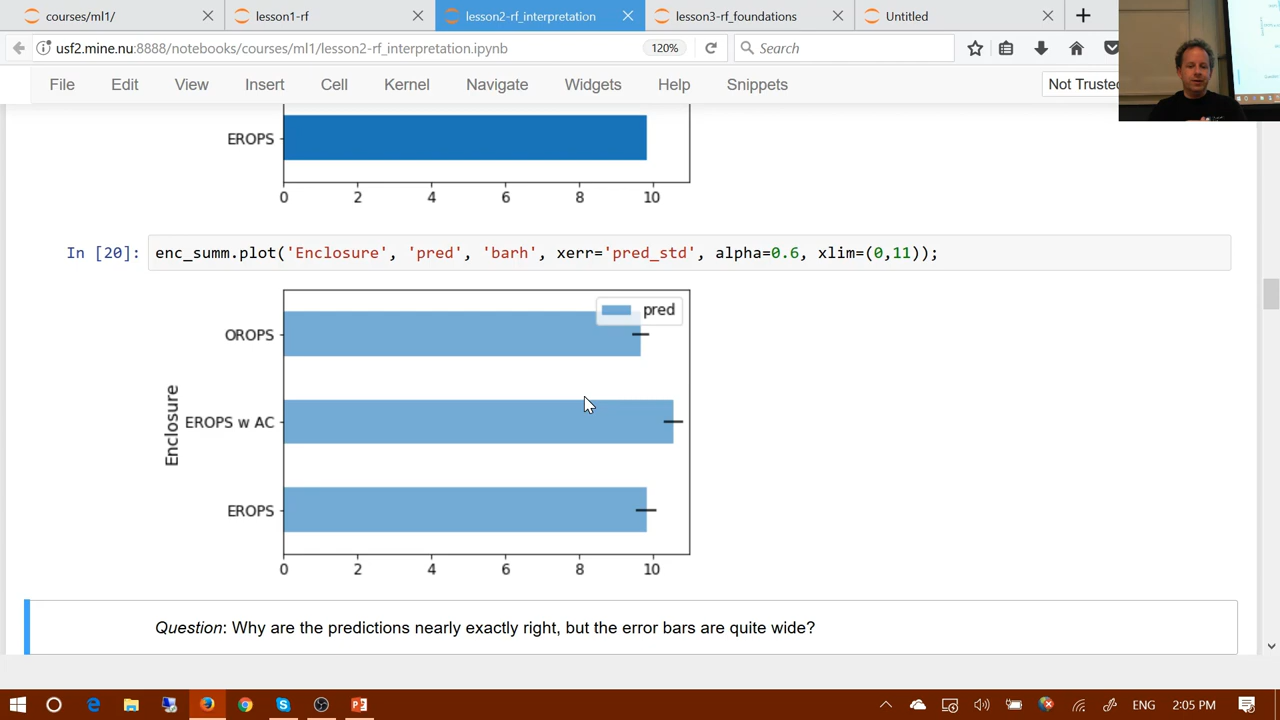 courses/ml1/ × lesson1-rf × lesson2-rf_interpretation × lesson3-rf_foundations × Untitled × +
usf2.mine.nu:8888/notebooks/courses/ml1/lesson2-rf_interpretation.ipynb 120% Search
File Edit View Insert Cell Kernel Navigate Widgets Help Snippets Not Trusted
EROPS
0 2 4 6 8 10
In [20]: enc_summ.plot('Enclosure', 'pred', 'barh', xerr='pred_std', alpha=0.6, xlim=(0,11));
pred
OROPS
EROPS w AC
EROPS
Enclosure
0 2 4 6 8 10
Question: Why are the predictions nearly exactly right, but the error bars are quite wide?
ENG 2:05 PM